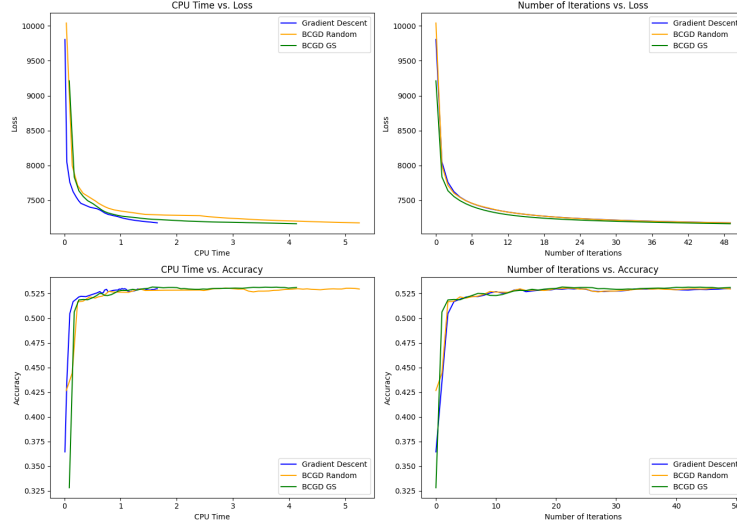 CPU Time vs. Loss
10000
9500
9000
8500
8000
7500
Loss
0 1 2 3 4 5
CPU Time
Gradient Descent
BCGD Random
BCGD GS
Number of Iterations vs. Loss
10000
9500
9000
8500
8000
7500
Loss
0 6 12 18 24 30 36 42 48
Number of Iterations
Gradient Descent
BCGD Random
BCGD GS
CPU Time vs. Accuracy
0.525
0.500
0.475
0.450
0.425
0.400
0.375
0.350
0.325
Accuracy
0 1 2 3 4 5
CPU Time
Gradient Descent
BCGD Random
BCGD GS
Number of Iterations vs. Accuracy
0.525
0.500
0.475
0.450
0.425
0.400
0.375
0.350
0.325
Accuracy
0 10 20 30 40 50
Number of Iterations
Gradient Descent
BCGD Random
BCGD GS